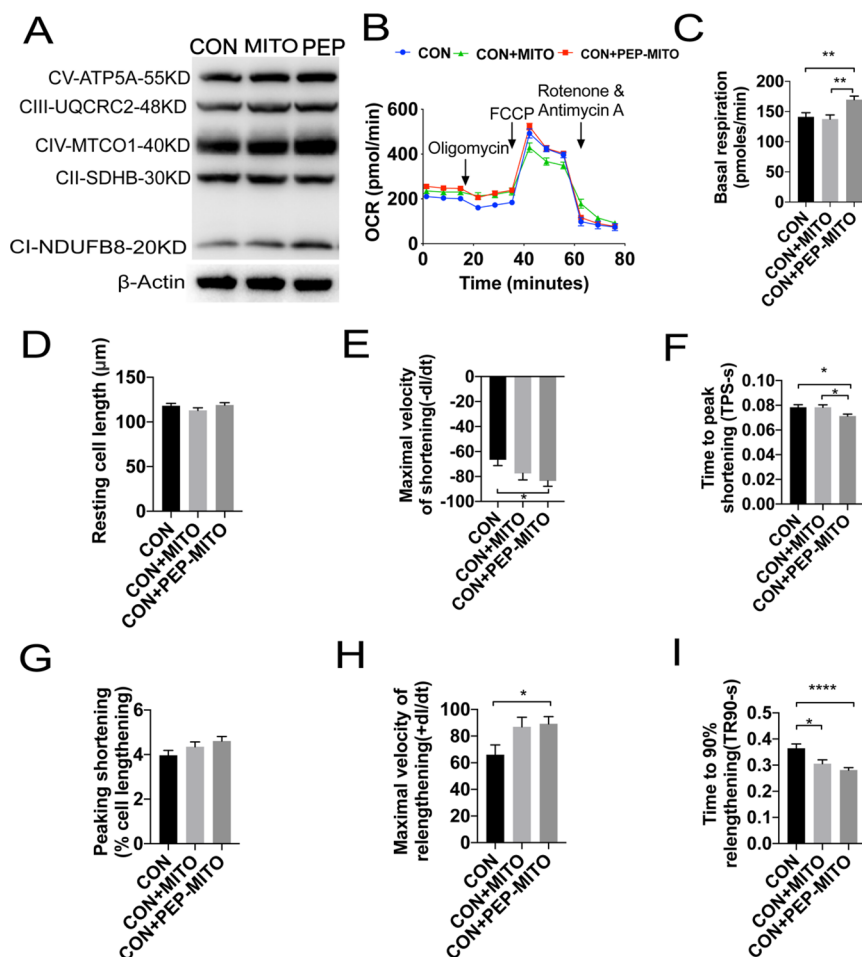 A
CON MITO PEP
CV-ATP5A-55KD
CIII-UQCRC2-48KD
CIV-MTCO1-40KD
CII-SDHB-30KD
CI-NDUFB8-20KD
β-Actin
B
CON CON+MITO CON+PEP-MITO
OCR (pmol/min)
600
400
200
0
Oligomycin
FCCP
Rotenone &
Antimycin A
0 20 40 60 80
Time (minutes)
C
Basal respiration
(pmoles/min)
200
150
100
50
0
**
**
CON
CON+MITO
CON+PEP-MITO
D
Resting cell length (μm)
150
100
50
0
CON
CON+MITO
CON+PEP-MITO
E
Maximal velocity
of shortening(-dl/dt)
0
-20
-40
-60
-80
-100
*
CON
CON+MITO
CON+PEP-MITO
F
Time to peak
shortening (TPS-s)
0.10
0.08
0.06
0.04
0.02
0.00
*
*
CON
CON+MITO
CON+PEP-MITO
G
Peaking shortening
(% cell lengthening)
6
4
2
0
CON
CON+MITO
CON+PEP-MITO
H
Maximal velocity of
relengthening(+dl/dt)
100
80
60
40
20
0
*
CON
CON+MITO
CON+PEP-MITO
I
Time to 90%
relengthening(TR90-s)
0.5
0.4
0.3
0.2
0.1
0.0
****
*
CON
CON+MITO
CON+PEP-MITO